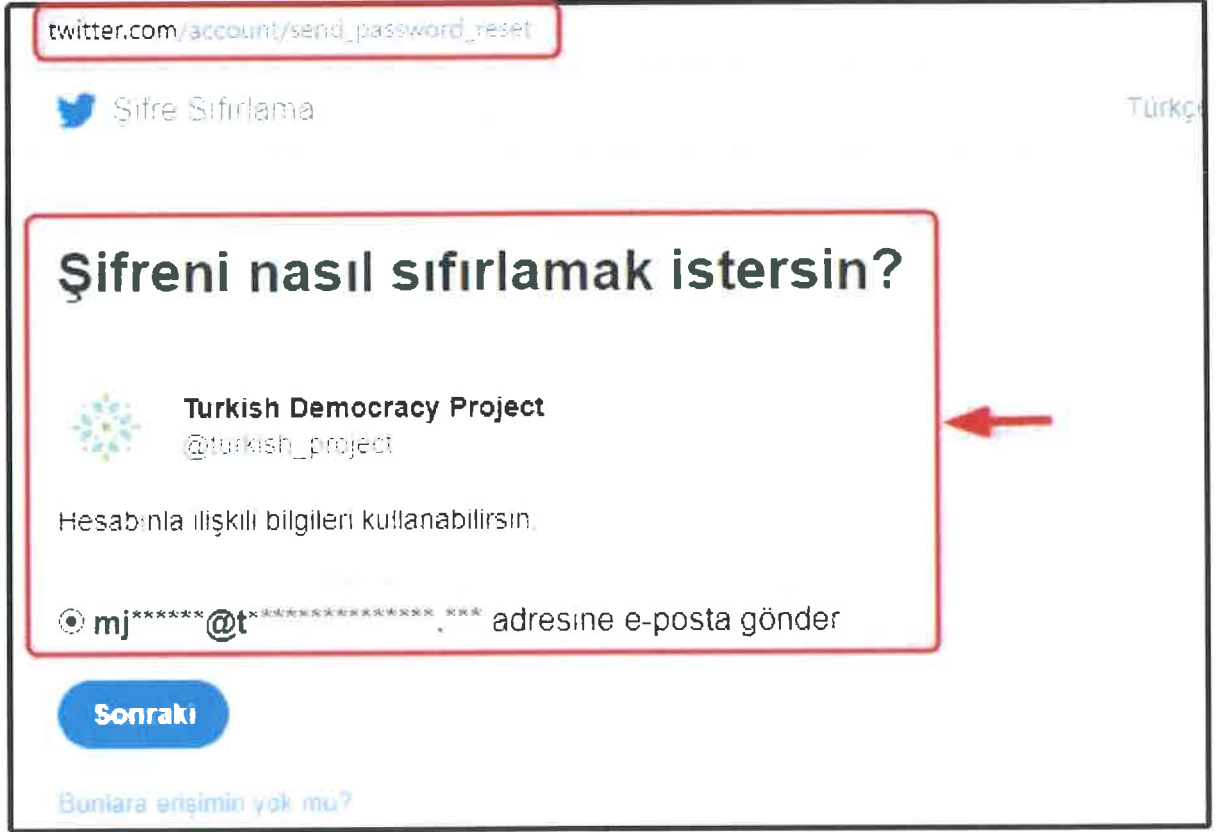 twitter.com/account/send_password_reset
Şifre Sıfırlama
Türkçe
Şifreni nasıl sıfırlamak istersin?
Turkish Democracy Project
@turkish_project
Hesabınla ilişkili bilgileri kullanabilirsin.
mj******@t***************.*** adresine e-posta gönder
Sonraki
Bunlara erişimin yok mu?